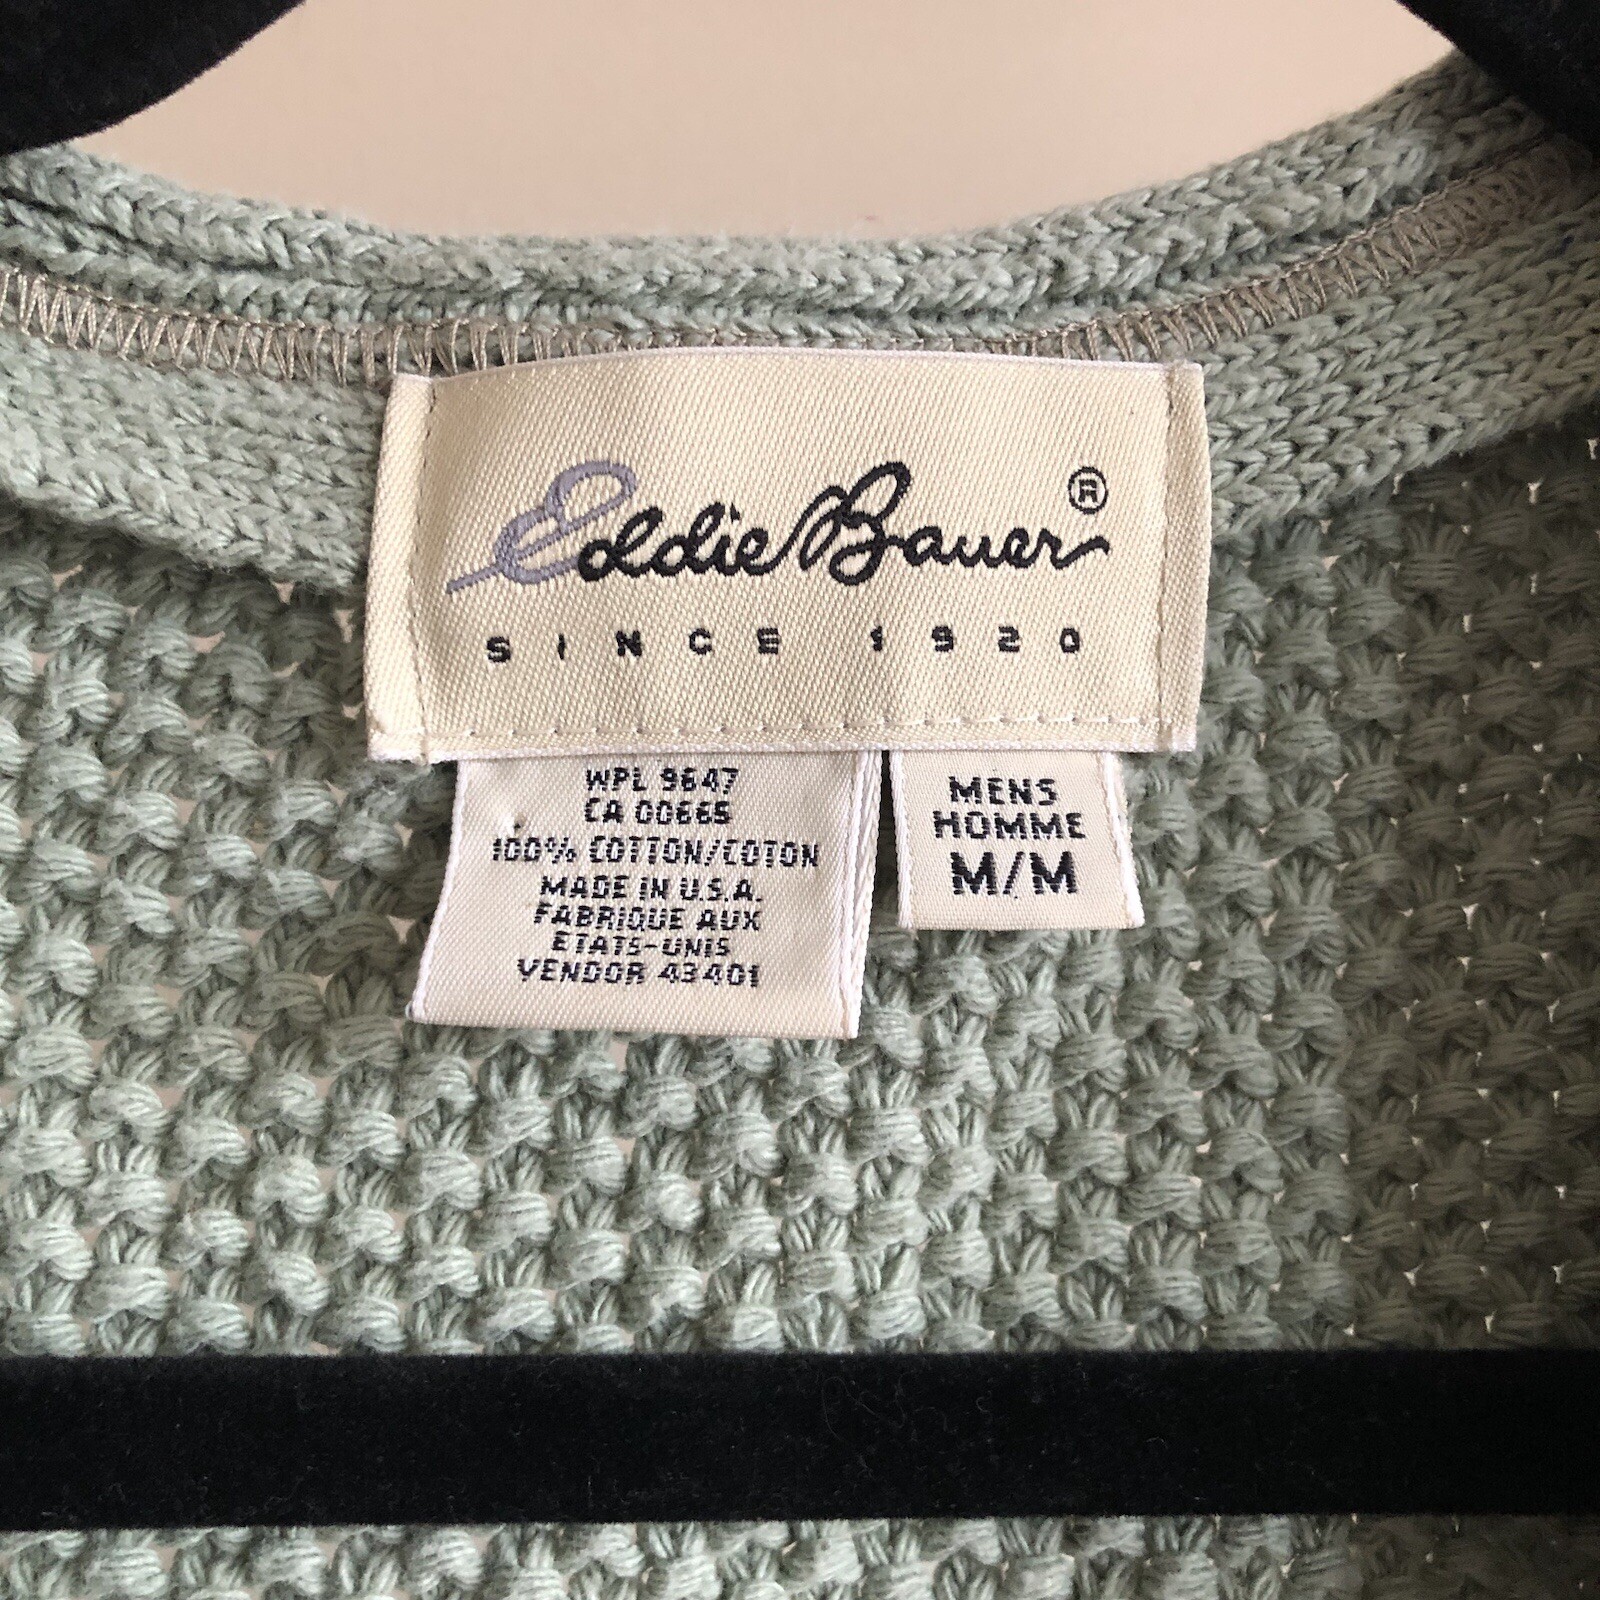 Eddie Bauer®
SINCE 1920
WPL 9647
CA 00665
100% COTTON/COTON
MADE IN U.S.A.
FABRIQUE AUX
ETATS-UNIS
VENDOR 43401
MENS
HOMME
M/M